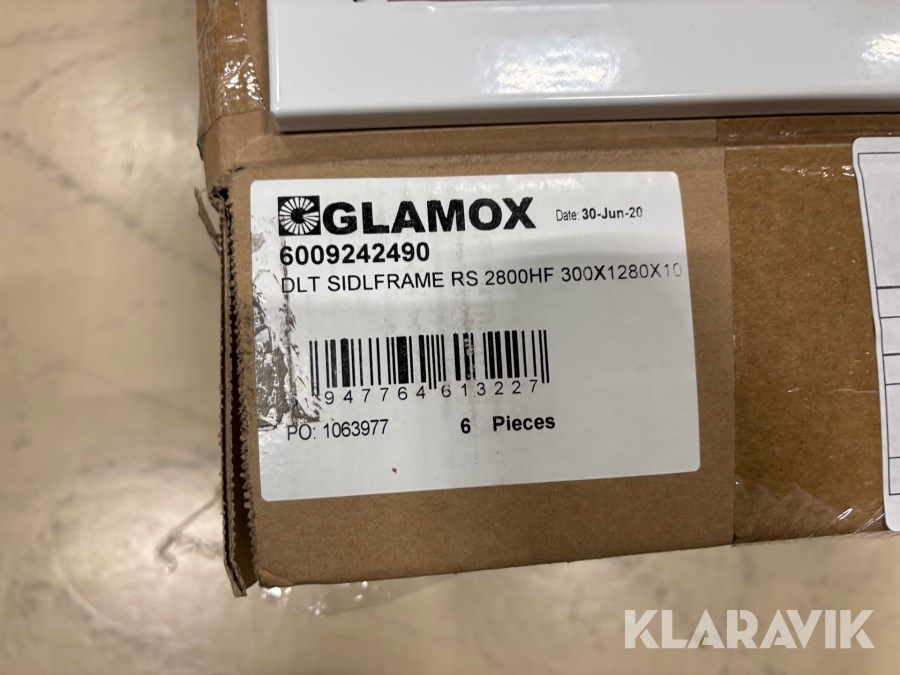 GLAMOX Date: 30-Jun-20
6009242490
DLT SIDLFRAME RS 2800HF 300X1280X10
947764 613227
PO: 1063977 6 Pieces
KLARAVIK